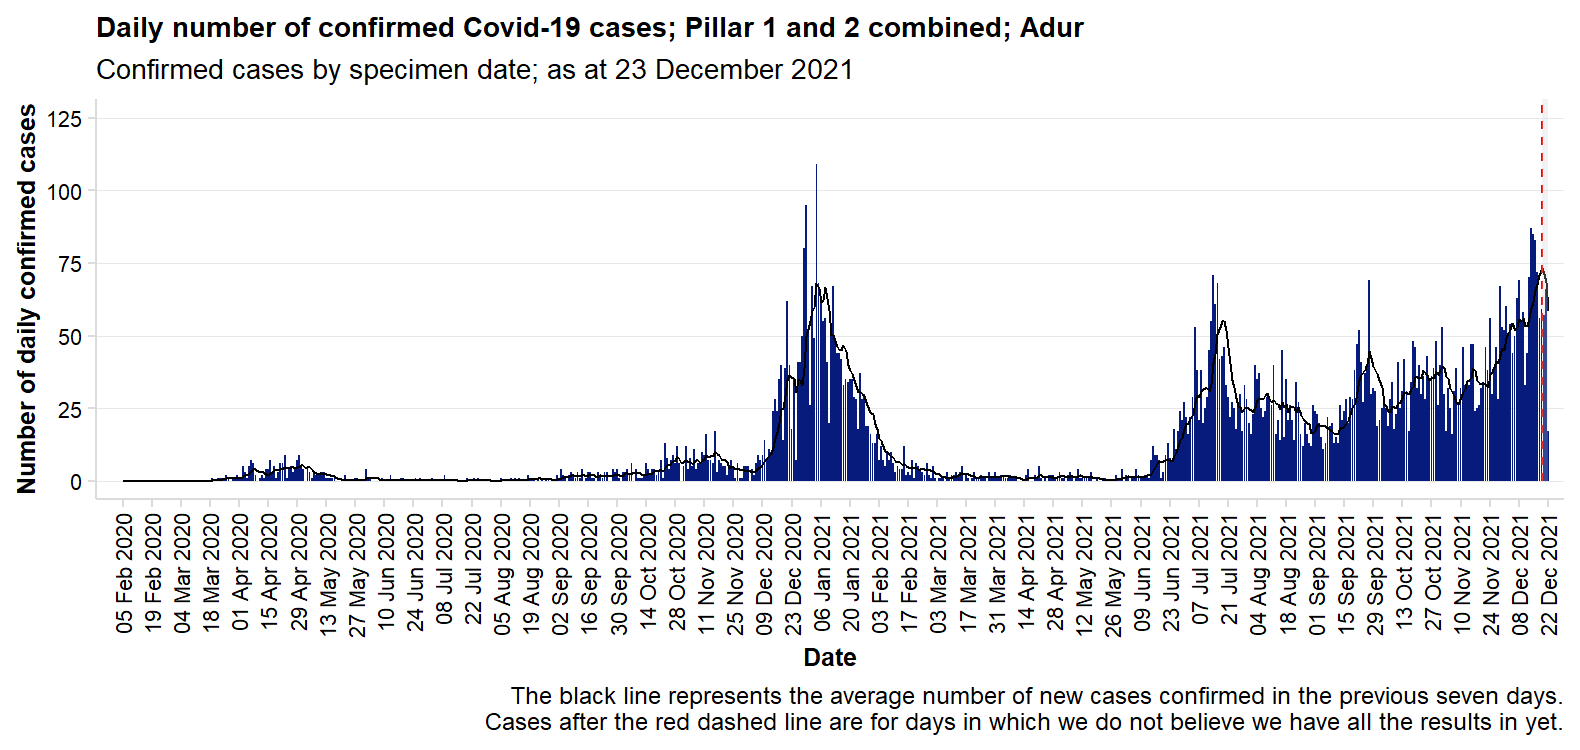 Daily number of confirmed Covid-19 cases; Pillar 1 and 2 combined; Adur
Confirmed cases by specimen date; as at 23 December 2021
Number of daily confirmed cases
125
100
75
50
25
0
05 Feb 2020
19 Feb 2020
04 Mar 2020
18 Mar 2020
01 Apr 2020
15 Apr 2020
29 Apr 2020
13 May 2020
27 May 2020
10 Jun 2020
24 Jun 2020
08 Jul 2020
22 Jul 2020
05 Aug 2020
19 Aug 2020
02 Sep 2020
16 Sep 2020
30 Sep 2020
14 Oct 2020
28 Oct 2020
11 Nov 2020
25 Nov 2020
09 Dec 2020
23 Dec 2020
06 Jan 2021
20 Jan 2021
03 Feb 2021
17 Feb 2021
03 Mar 2021
17 Mar 2021
31 Mar 2021
14 Apr 2021
28 Apr 2021
12 May 2021
26 May 2021
09 Jun 2021
23 Jun 2021
07 Jul 2021
21 Jul 2021
04 Aug 2021
18 Aug 2021
01 Sep 2021
15 Sep 2021
29 Sep 2021
13 Oct 2021
27 Oct 2021
10 Nov 2021
24 Nov 2021
08 Dec 2021
22 Dec 2021
Date
The black line represents the average number of new cases confirmed in the previous seven days.
Cases after the red dashed line are for days in which we do not believe we have all the results in yet.